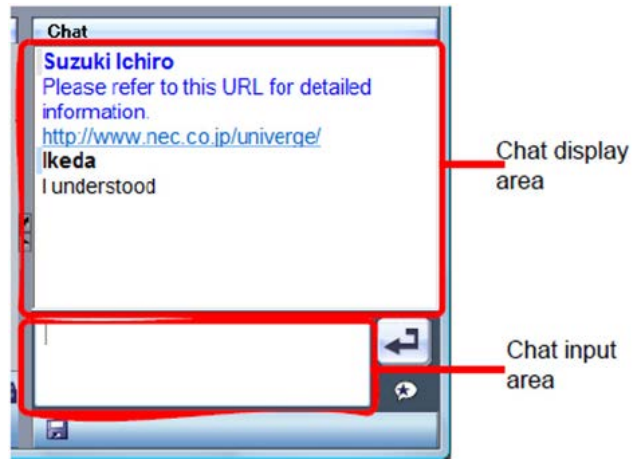 Chat
Suzuki Ichiro
Please refer to this URL for detailed
information.
http://www.nec.co.jp/univerge/
Ikeda
I understood
Chat display
area
Chat input
area